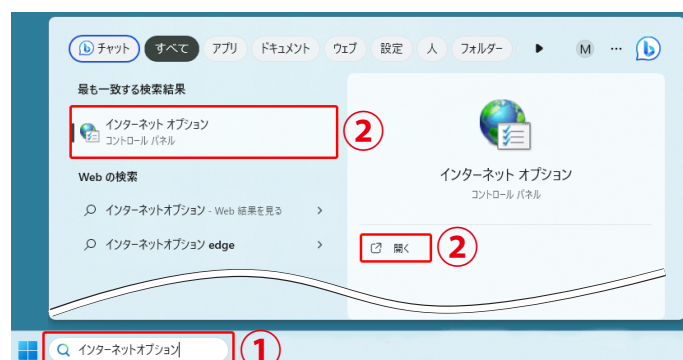 チャット すべて アプリ ドキュメント ウェブ 設定 人 フォルダー M ...
最も一致する検索結果
インターネット オプション
コントロール パネル
②
Web の検索
インターネットオプション - Web 結果を見る
インターネットオプション edge
インターネット オプション
コントロール パネル
開く
②
インターネットオプション
①